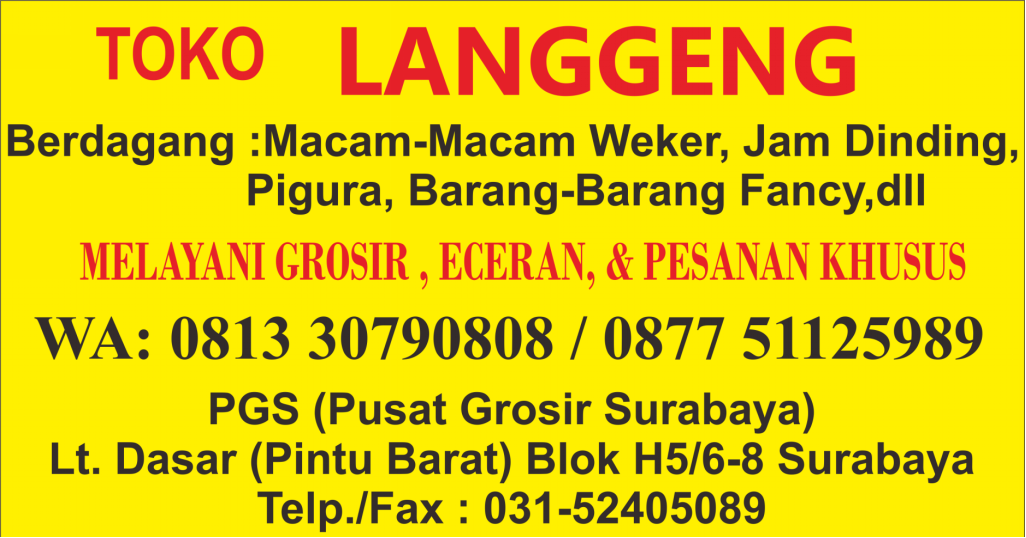 TOKO LANGGENG
Berdagang :Macam-Macam Weker, Jam Dinding,
Pigura, Barang-Barang Fancy,dll
MELAYANI GROSIR , ECERAN, & PESANAN KHUSUS
WA: 0813 30790808 / 0877 51125989
PGS (Pusat Grosir Surabaya)
Lt. Dasar (Pintu Barat) Blok H5/6-8 Surabaya
Telp./Fax : 031-52405089